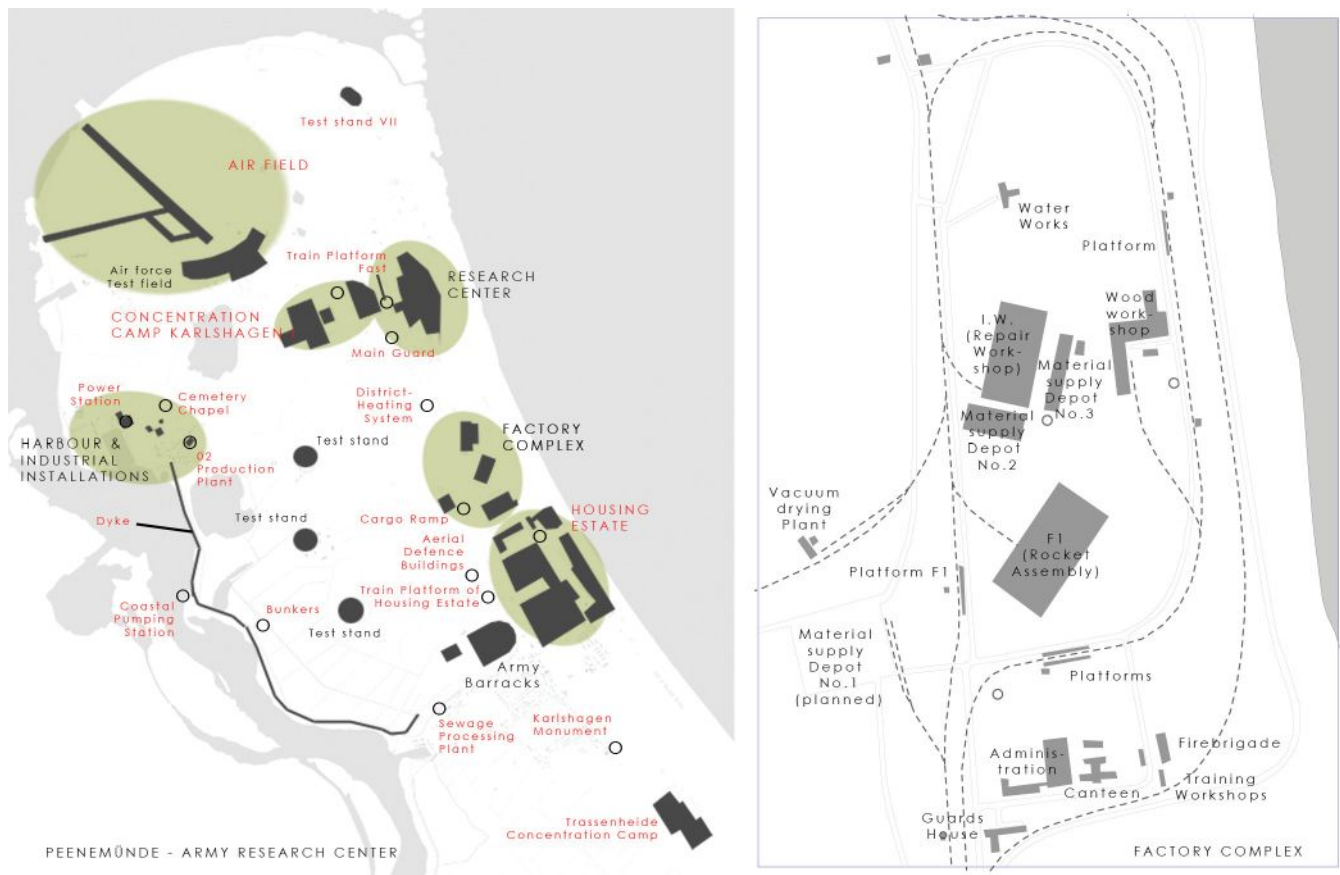 Test stand VII
AIR FIELD
Air force
Test field
Train Platform
Fast
RESEARCH
CENTER
CONCENTRATION
CAMP KARLSHAGEN
Main Guard
Power
Station
Cemetery
Chapel
District-
Heating
System
HARBOUR &
INDUSTRIAL
INSTALLATIONS
02
Production
Plant
Test stand
FACTORY
COMPLEX
Dyke
Test stand
Cargo Ramp
HOUSING
ESTATE
Aerial
Defence
Buildings
Train Platform of
Housing Estate
Coastal
Pumping
Station
Bunkers
Test stand
Army
Barracks
Sewage
Processing
Plant
Karlshagen
Monument
Trassenheide
Concentration Camp
PEENEMÜNDE - ARMY RESEARCH CENTER
Water
Works
Platform
Wood
work-
shop
I.W.
(Repair
Work-
shop)
Material
supply
Depot
No.3
Material
supply
Depot
No.2
Vacuum
drying
Plant
F1
(Rocket
Assembly)
Platform F1
Material
supply
Depot
No.1
(planned)
Platforms
Adminis-
tration
Canteen
Firebrigade
Training
Workshops
Guards
House
FACTORY COMPLEX